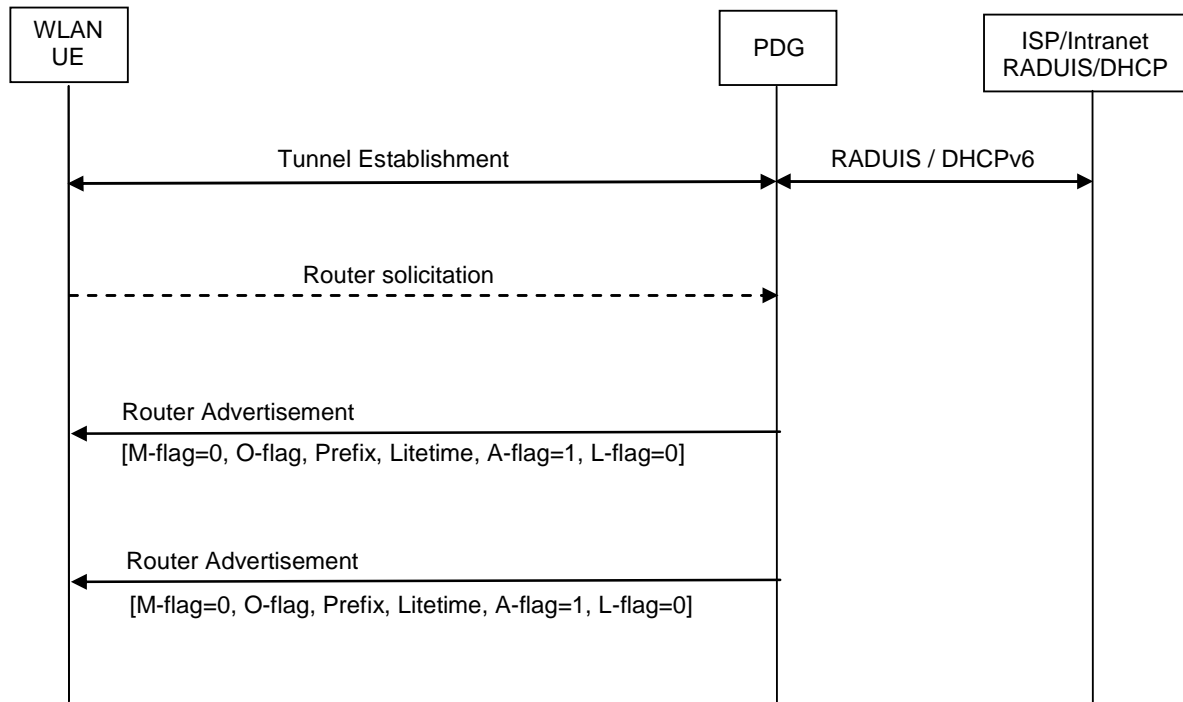 WLAN
UE
PDG
ISP/Intranet
RADUIS/DHCP
Tunnel Establishment
RADUIS / DHCPv6
Router solicitation
Router Advertisement
[M-flag=0, O-flag, Prefix, Litetime, A-flag=1, L-flag=0]
Router Advertisement
[M-flag=0, O-flag, Prefix, Litetime, A-flag=1, L-flag=0]